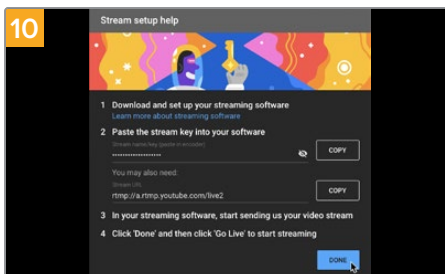 10
Stream setup help
1 Download and set up your streaming software
Learn more about streaming software
2 Paste the stream key into your software
Stream name/key (paste in encoder)
••••••••••••••••••• COPY
You may also need:
Stream URL
rtmp://a.rtmp.youtube.com/live2 COPY
3 In your streaming software, start sending us your video stream
4 Click 'Done' and then click 'Go Live' to start streaming
DONE